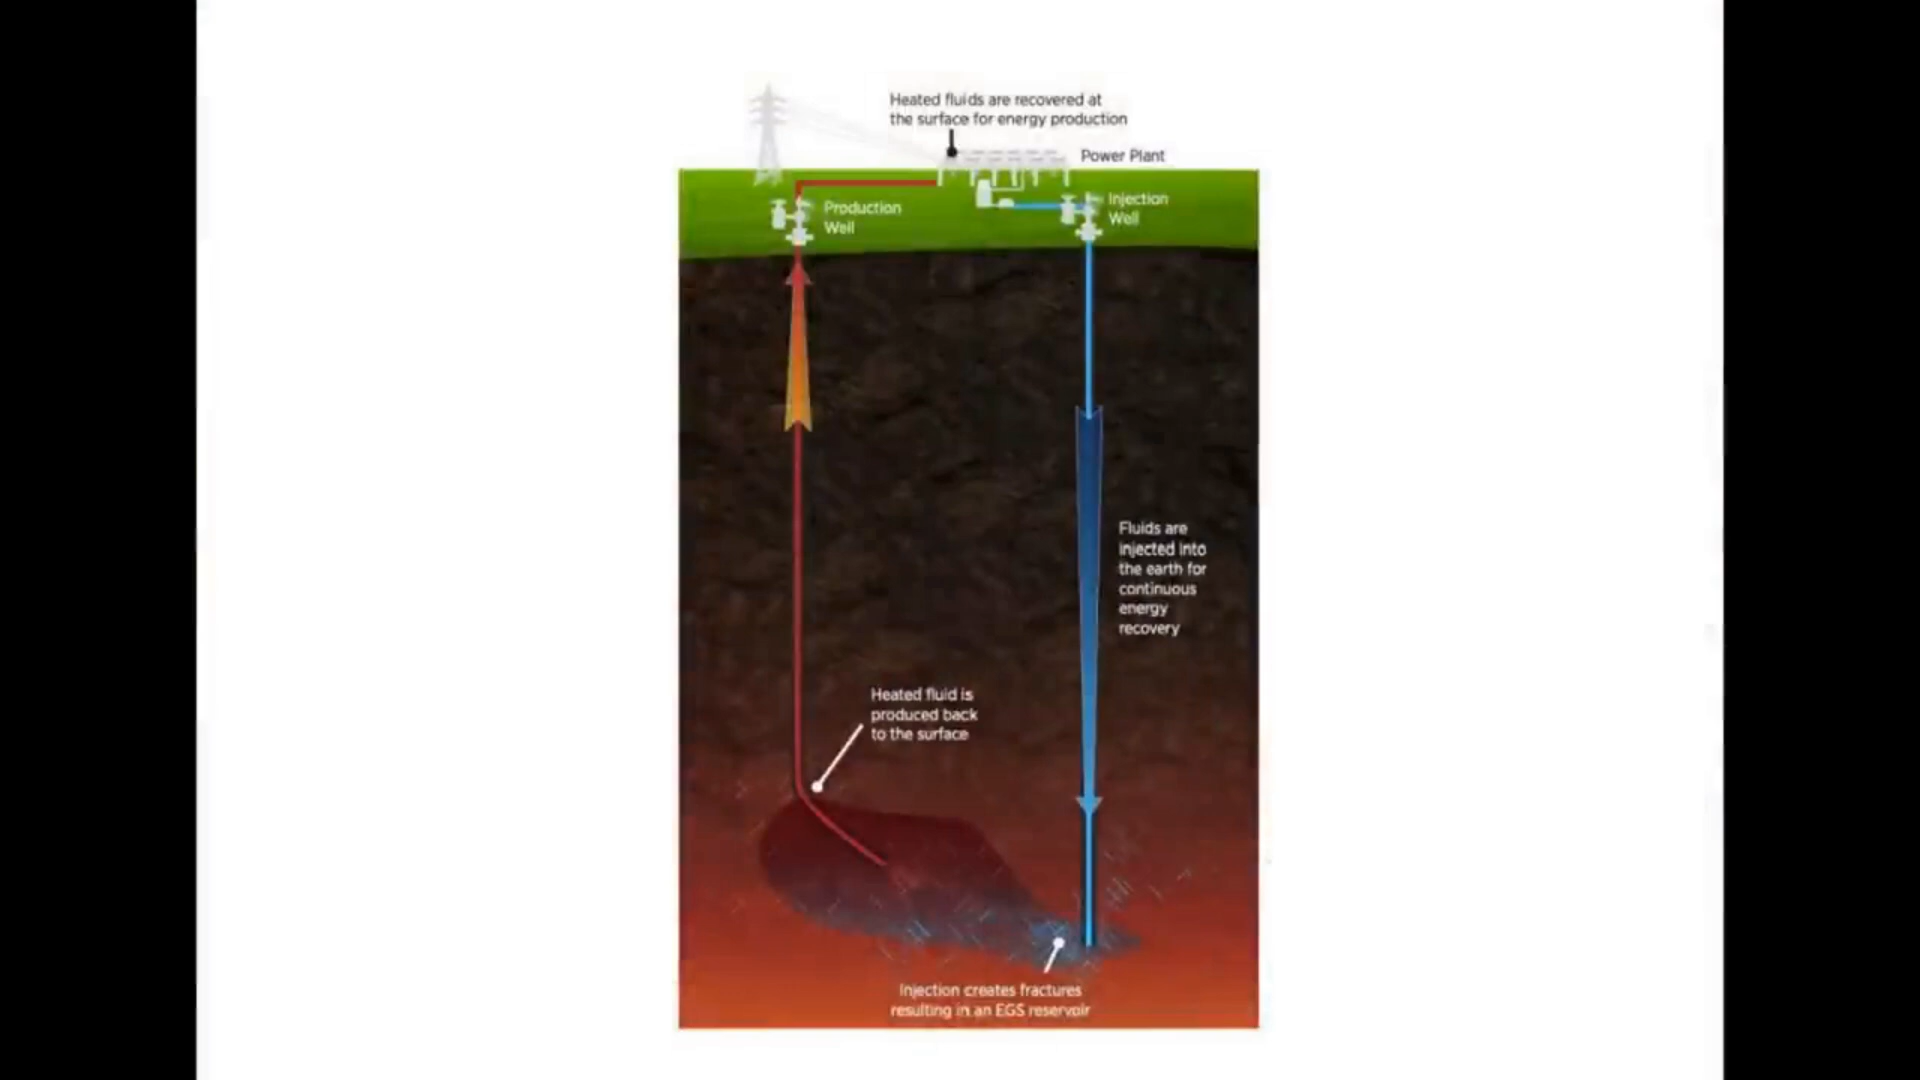 Heated fluids are recovered at
the surface for energy production
Power Plant
Production
Well
Injection
Well
Fluids are
injected into
the earth for
continuous
energy
recovery
Heated fluid is
produced back
to the surface
Injection creates fractures
resulting in an EGS reservoir